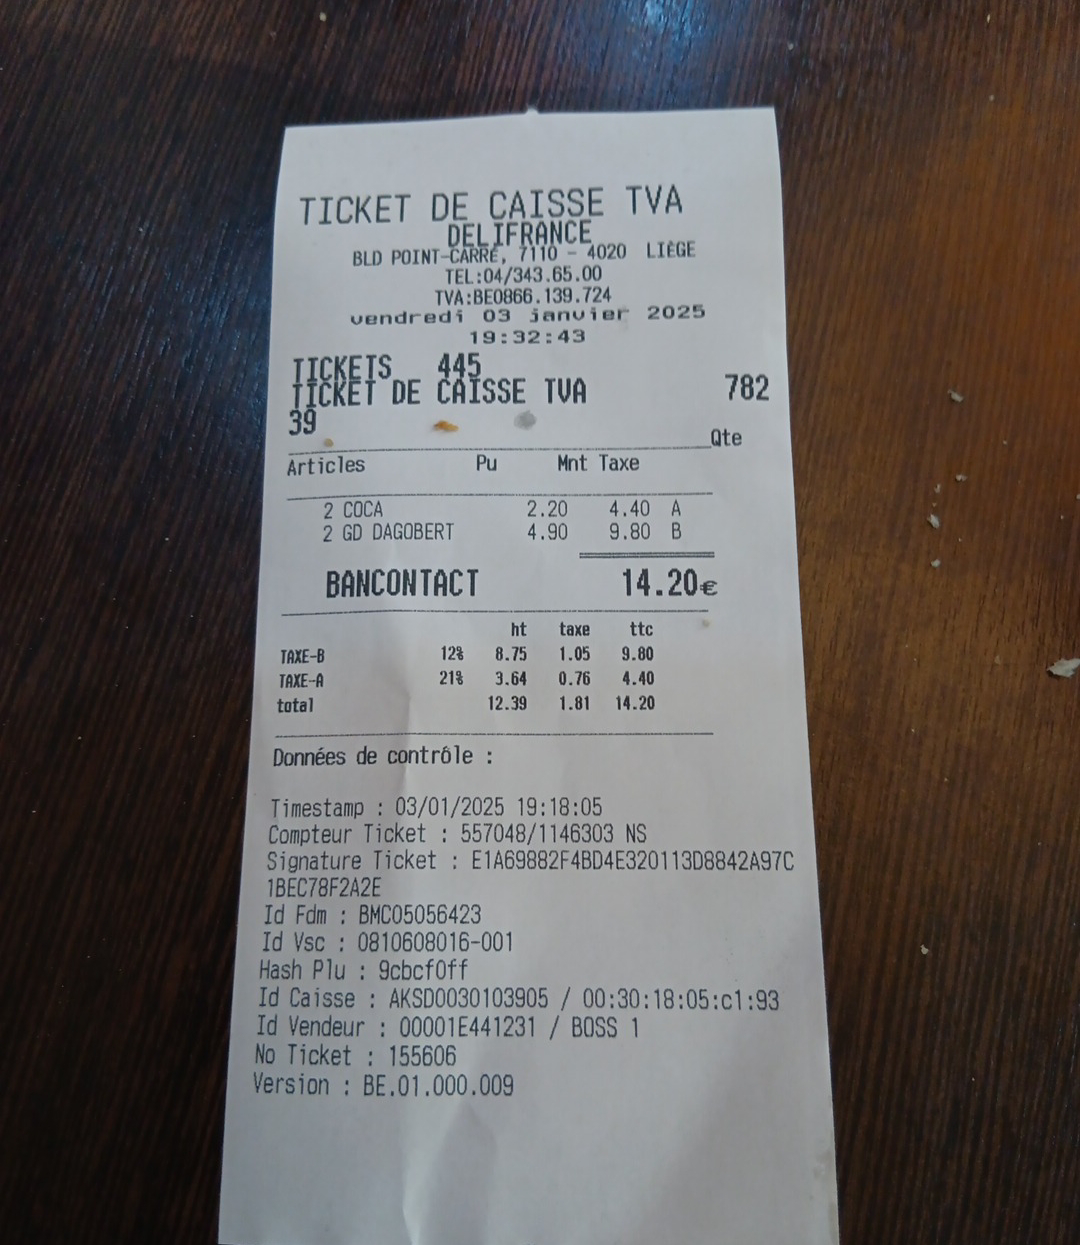 TICKET DE CAISSE TVA
DELIFRANCE
BLD POINT-CARRÉ, 7110 - 4020 LIÈGE
TEL:04/343.65.00
TVA:BE0866.139.724
vendredi 03 janvier 2025
19:32:43
TICKETS 445
TICKET DE CAISSE TVA 782
39
Qte
Articles Pu Mnt Taxe
2 COCA 2.20 4.40 A
2 GD DAGOBERT 4.90 9.80 B
BANCONTACT 14.20€
ht taxe ttc
TAXE-B 12% 8.75 1.05 9.80
TAXE-A 21% 3.64 0.76 4.40
total 12.39 1.81 14.20
Données de contrôle :
Timestamp : 03/01/2025 19:18:05
Compteur Ticket : 557048/1146303 NS
Signature Ticket : E1A69882F4BD4E320113D8842A97C
1BEC78F2A2E
Id Fdm : BMC05056423
Id Vsc : 0810608016-001
Hash Plu : 9cbcf0ff
Id Caisse : AKSD0030103905 / 00:30:18:05:c1:93
Id Vendeur : 00001E441231 / BOSS 1
No Ticket : 155606
Version : BE.01.000.009